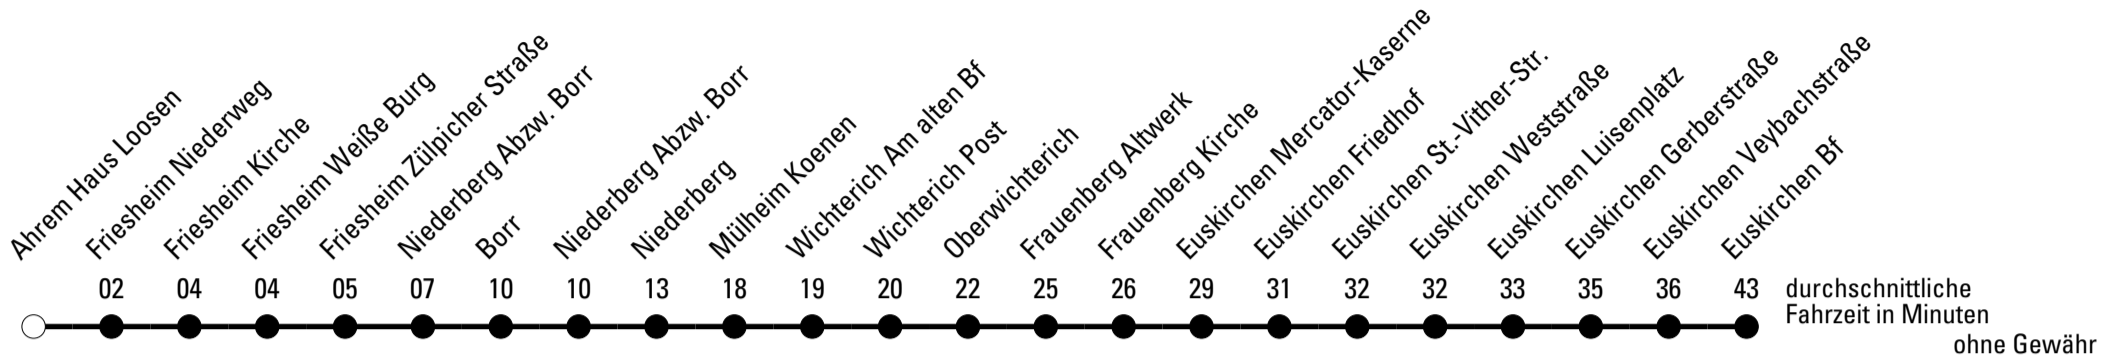 Ahrem Haus Loosen
Friesheim Niederweg
Friesheim Kirche
Friesheim Weiße Burg
Friesheim Zülpicher Straße
Niederberg Abzw. Borr
Borr
Niederberg Abzw. Borr
Niederberg
Mülheim Koenen
Wichterich Am alten Bf
Wichterich Post
Oberwichterich
Frauenberg Altwerk
Frauenberg Kirche
Euskirchen Mercator-Kaserne
Euskirchen Friedhof
Euskirchen St.-Vither-Str.
Euskirchen Weststraße
Euskirchen Luisenplatz
Euskirchen Gerberstraße
Euskirchen Veybachstraße
Euskirchen Bf
02 04 04 05 07 10 10 13 18 19 20 22 25 26 29 31 32 32 33 35 36 43 durchschnittliche
Fahrzeit in Minuten
ohne Gewähr